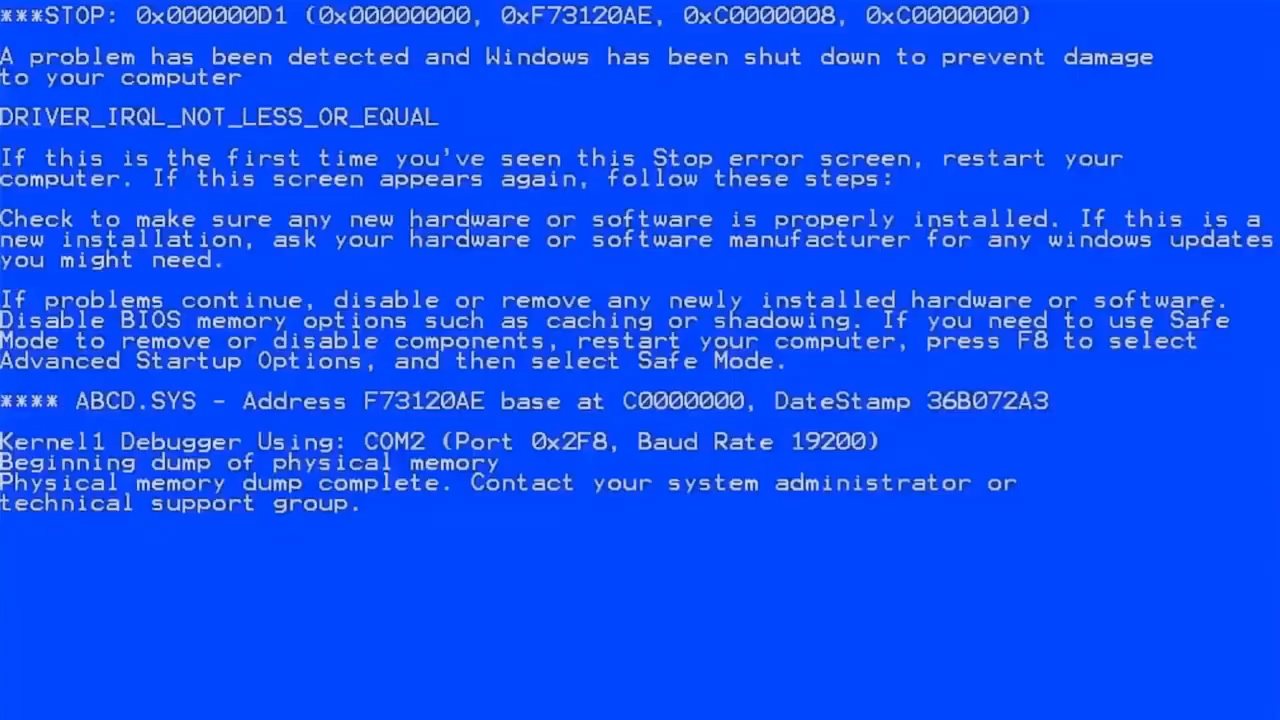 ***STOP: 0x000000D1 (0x00000000, 0xF73120AE, 0xC0000008, 0xC0000000)
A problem has been detected and Windows has been shut down to prevent damage
to your computer
DRIVER_IRQL_NOT_LESS_OR_EQUAL
If this is the first time you've seen this Stop error screen, restart your
computer. If this screen appears again, follow these steps:
Check to make sure any new hardware or software is properly installed. If this is a
new installation, ask your hardware or software manufacturer for any windows updates
you might need.
If problems continue, disable or remove any newly installed hardware or software.
Disable BIOS memory options such as caching or shadowing. If you need to use Safe
Mode to remove or disable components, restart your computer, press F8 to select
Advanced Startup Options, and then select Safe Mode.
**** ABCD.SYS - Address F73120AE base at C0000000, DateStamp 36B072A3
Kernel1 Debugger Using: COM2 (Port 0x2F8, Baud Rate 19200)
Beginning dump of physical memory
Physical memory dump complete. Contact your system administrator or
technical support group.